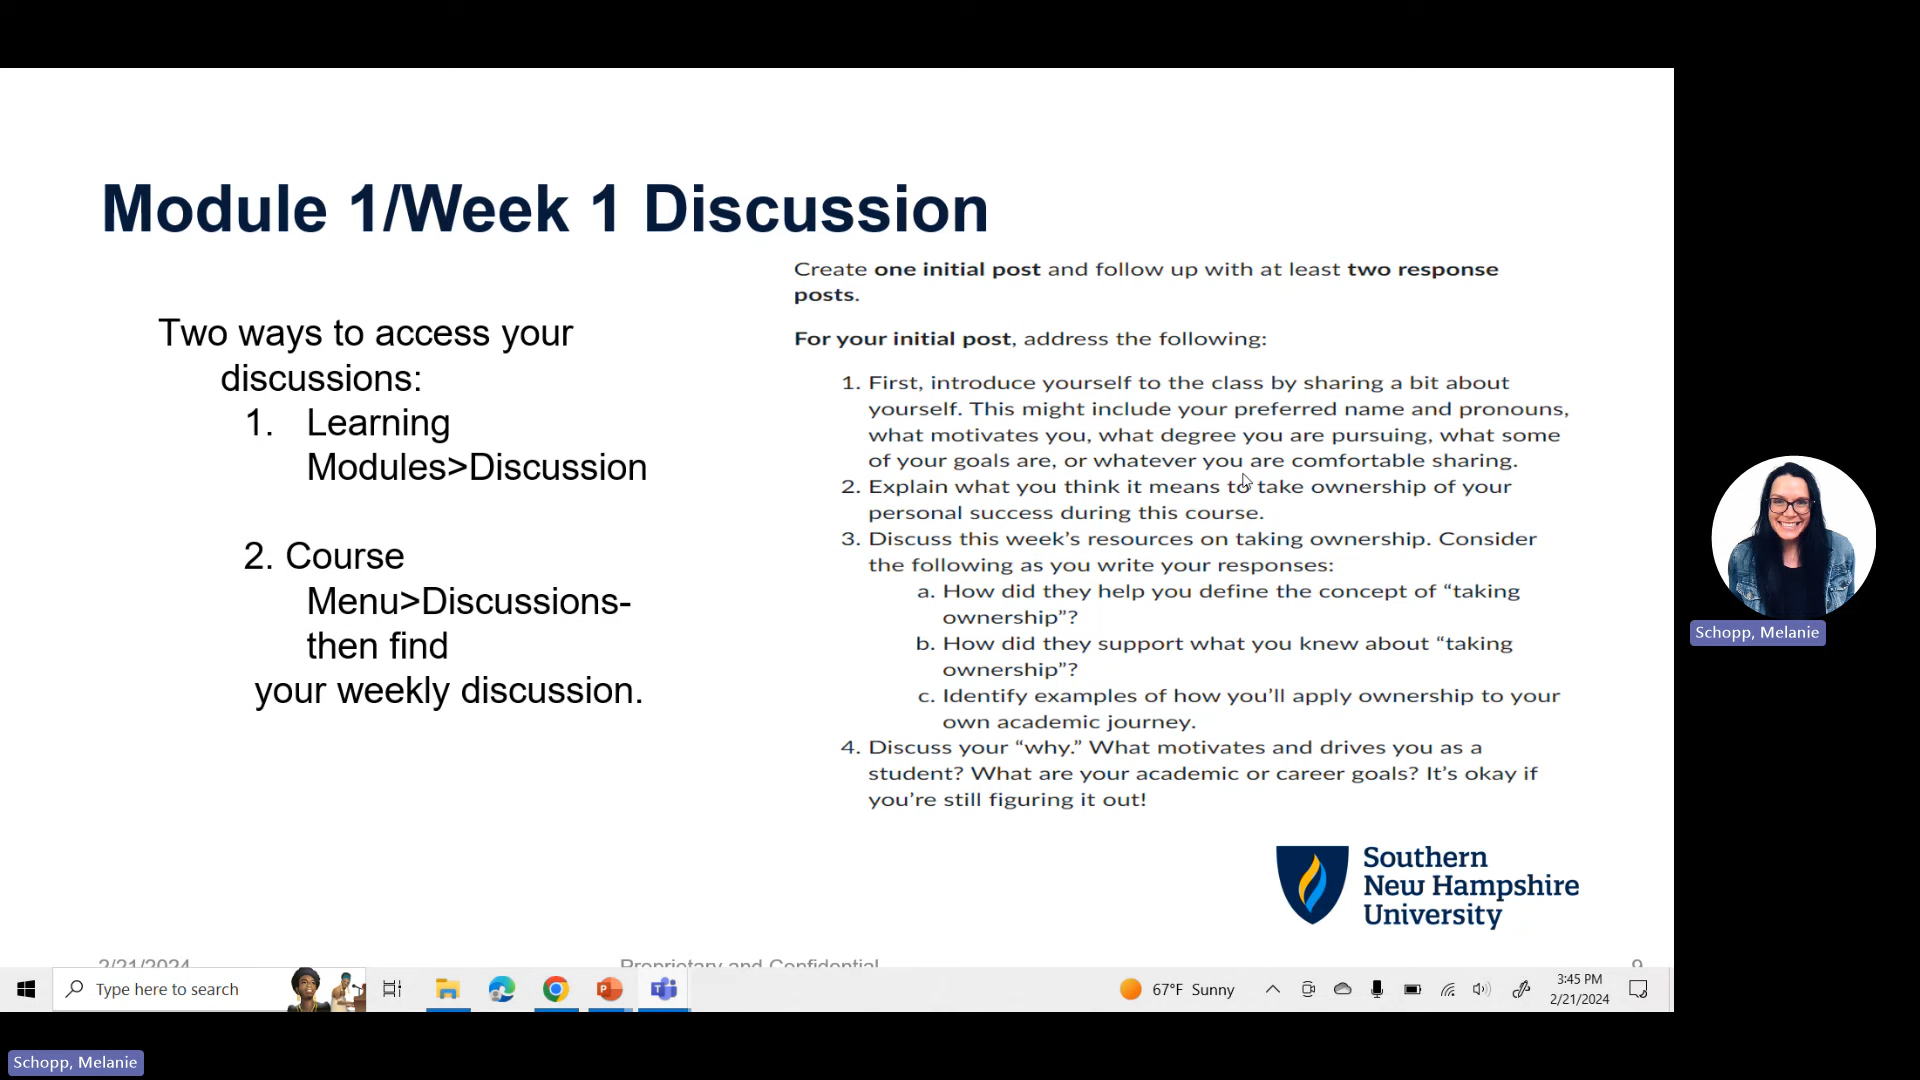 Module 1/Week 1 Discussion
Two ways to access your
discussions:
1. Learning
Modules>Discussion
2. Course
Menu>Discussions-
then find
your weekly discussion.
Create one initial post and follow up with at least two response
posts.
For your initial post, address the following:
1. First, introduce yourself to the class by sharing a bit about
yourself. This might include your preferred name and pronouns,
what motivates you, what degree you are pursuing, what some
of your goals are, or whatever you are comfortable sharing.
2. Explain what you think it means to take ownership of your
personal success during this course.
3. Discuss this week’s resources on taking ownership. Consider
the following as you write your responses:
a. How did they help you define the concept of “taking
ownership”?
b. How did they support what you knew about “taking
ownership”?
c. Identify examples of how you’ll apply ownership to your
own academic journey.
4. Discuss your “why.” What motivates and drives you as a
student? What are your academic or career goals? It’s okay if
you’re still figuring it out!
Southern
New Hampshire
University
2/21/2024
Proprietary and Confidential
9
Type here to search
67°F Sunny
3:45 PM
2/21/2024
Schopp, Melanie
Schopp, Melanie